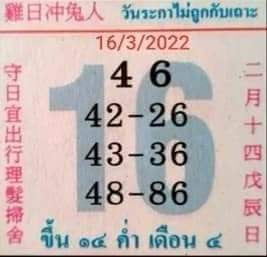 雞日冲兔人 วันระกาไม่ถูกกับเถาะ
16/3/2022
16
4 6
42-26
43-36
48-86
守日宜出行理髮掃舍
二月十四戊辰日
ขึ้น ๑๔ ค่ำ เดือน ๔